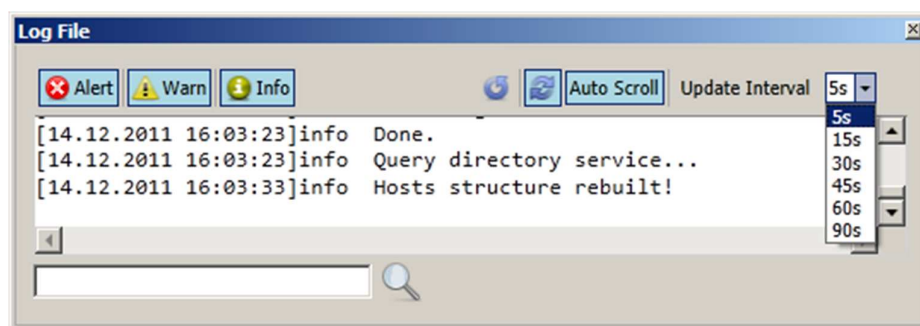 Log File
Alert Warn Info Auto Scroll Update Interval 5s
5s
15s
30s
45s
60s
90s
[14.12.2011 16:03:23]info Done.
[14.12.2011 16:03:23]info Query directory service...
[14.12.2011 16:03:33]info Hosts structure rebuilt!